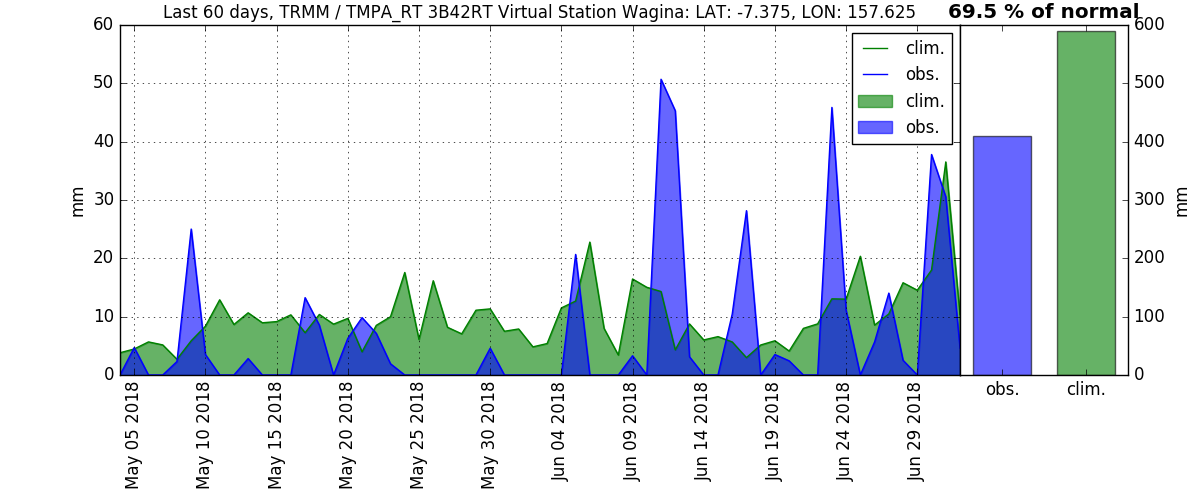 Last 60 days, TRMM / TMPA_RT 3B42RT Virtual Station Wagina: LAT: -7.375, LON: 157.625
69.5 % of normal
60
50
40
30
20
10
0
mm
clim.
obs.
clim.
obs.
600
500
400
300
200
100
0
mm
May 05 2018
May 10 2018
May 15 2018
May 20 2018
May 25 2018
May 30 2018
Jun 04 2018
Jun 09 2018
Jun 14 2018
Jun 19 2018
Jun 24 2018
Jun 29 2018
obs.
clim.